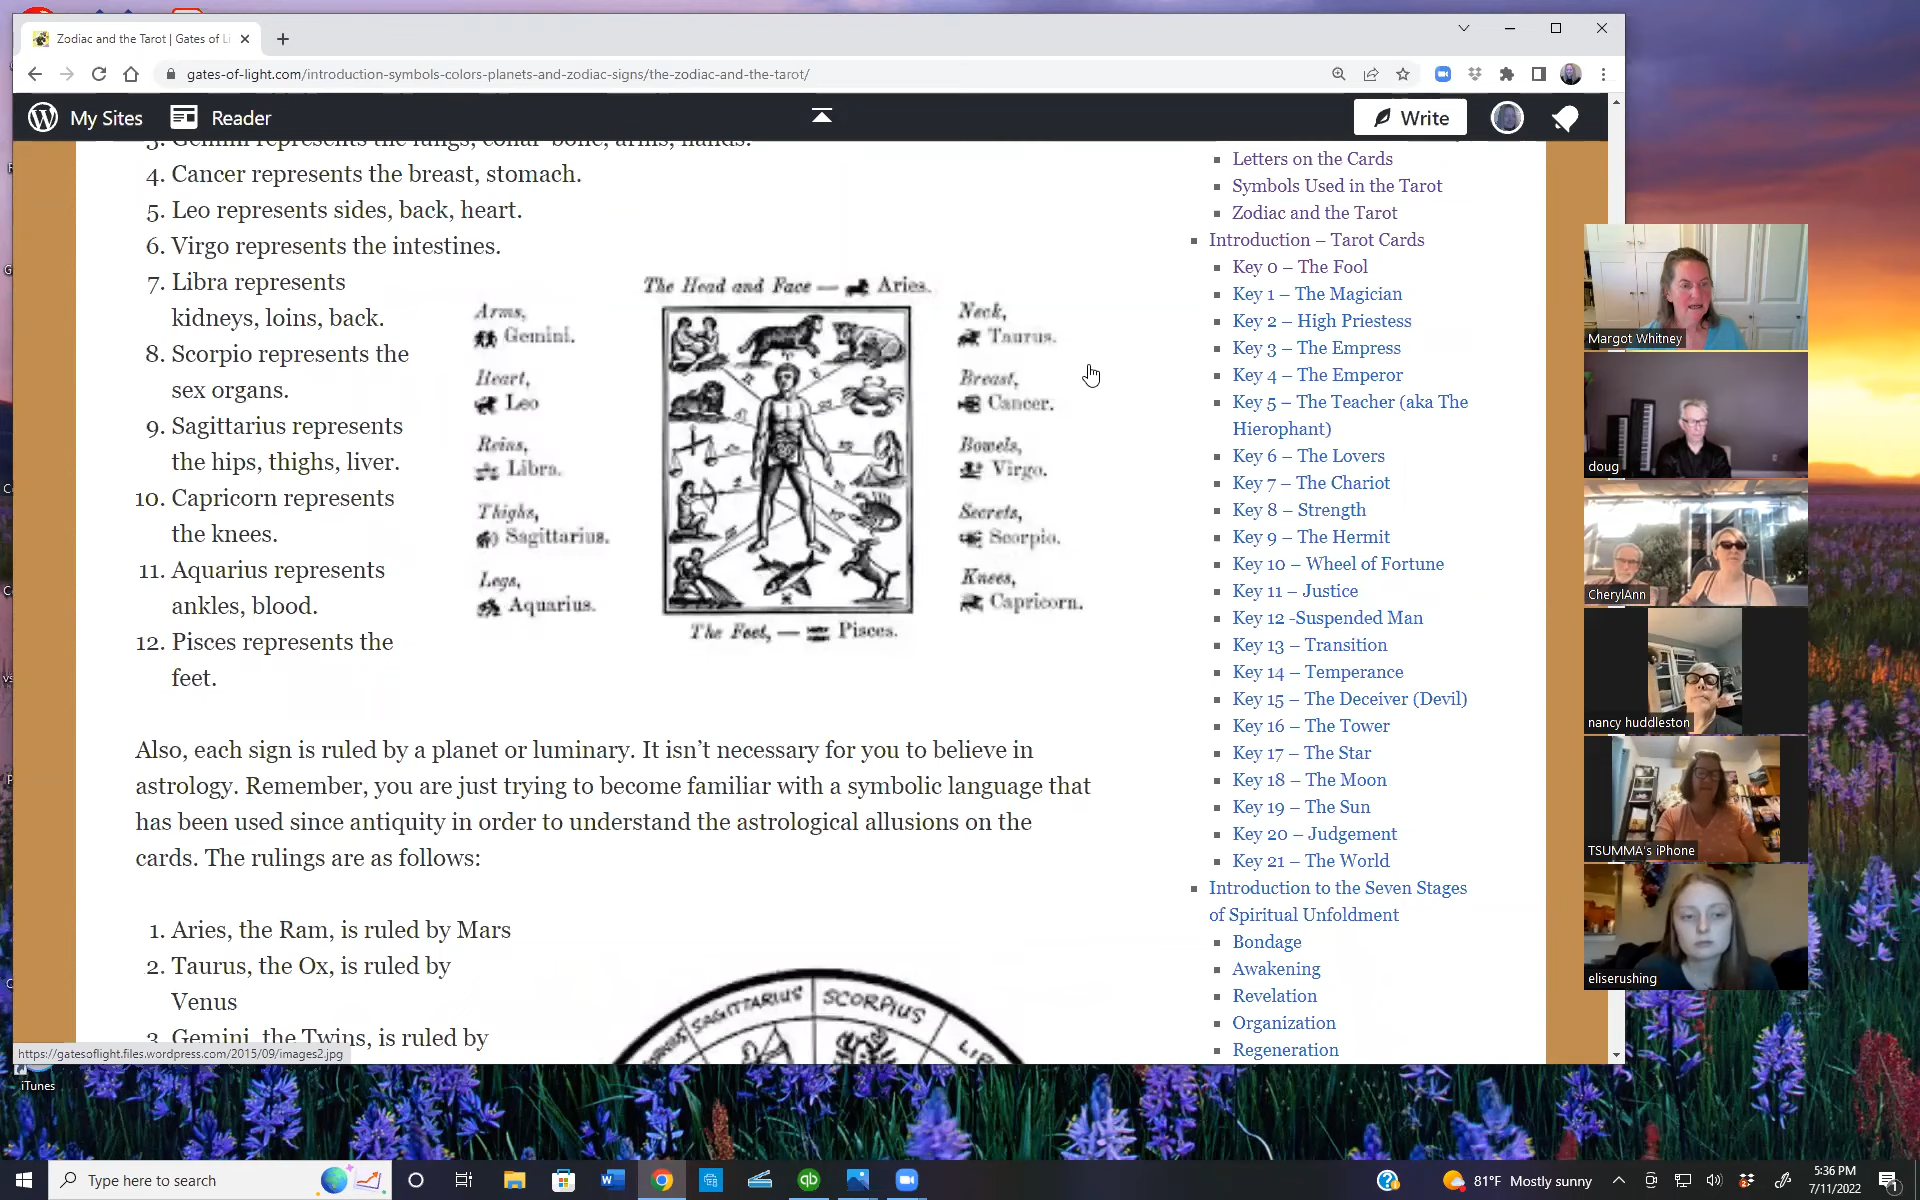 Zodiac and the Tarot | Gates of Li
gates-of-light.com/introduction-symbols-colors-planets-and-zodiac-signs/the-zodiac-and-the-tarot/
My Sites
Reader
Write
3. Gemini represents the lungs, collar-bone, arms, hands.
4. Cancer represents the breast, stomach.
5. Leo represents sides, back, heart.
6. Virgo represents the intestines.
7. Libra represents
kidneys, loins, back.
8. Scorpio represents the
sex organs.
9. Sagittarius represents
the hips, thighs, liver.
10. Capricorn represents
the knees.
11. Aquarius represents
ankles, blood.
12. Pisces represents the
feet.
The Head and Face — Aries.
Arms,
Gemini.
Heart,
Leo
Reins,
Libra.
Thighs,
Sagittarius.
Legs,
Aquarius.
Neck,
Taurus.
Breast,
Cancer.
Bowels,
Virgo.
Secrets,
Scorpio.
Knees,
Capricorn.
The Feet, — Pisces.
Also, each sign is ruled by a planet or luminary. It isn’t necessary for you to believe in
astrology. Remember, you are just trying to become familiar with a symbolic language that
has been used since antiquity in order to understand the astrological allusions on the
cards. The rulings are as follows:
1. Aries, the Ram, is ruled by Mars
2. Taurus, the Ox, is ruled by
Venus
3. Gemini, the Twins, is ruled by
SAGITTARIUS
SCORPIUS
LIB
https://gatesoflight.files.wordpress.com/2015/09/images2.jpg
Letters on the Cards
Symbols Used in the Tarot
Zodiac and the Tarot
Introduction – Tarot Cards
Key 0 – The Fool
Key 1 – The Magician
Key 2 – High Priestess
Key 3 – The Empress
Key 4 – The Emperor
Key 5 – The Teacher (aka The
Hierophant)
Key 6 – The Lovers
Key 7 – The Chariot
Key 8 – Strength
Key 9 – The Hermit
Key 10 – Wheel of Fortune
Key 11 – Justice
Key 12 -Suspended Man
Key 13 – Transition
Key 14 – Temperance
Key 15 – The Deceiver (Devil)
Key 16 – The Tower
Key 17 – The Star
Key 18 – The Moon
Key 19 – The Sun
Key 20 – Judgement
Key 21 – The World
Introduction to the Seven Stages
of Spiritual Unfoldment
Bondage
Awakening
Revelation
Organization
Regeneration
Margot Whitney
doug
CherylAnn
nancy huddleston
TSUMMA's iPhone
eliserushing
iTunes
Type here to search
81°F Mostly sunny
5:36 PM
7/11/2022
1